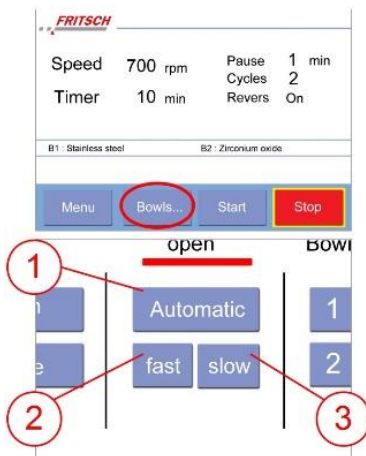 FRITSCH
Speed 700 rpm Pause 1 min
Cycles 2
Timer 10 min Revers On
B1 : Stainless steel B2 : Zirconium oxide
Menu Bowls... Start Stop
open Bowl
1 Automatic 1
fast slow 2
2 3